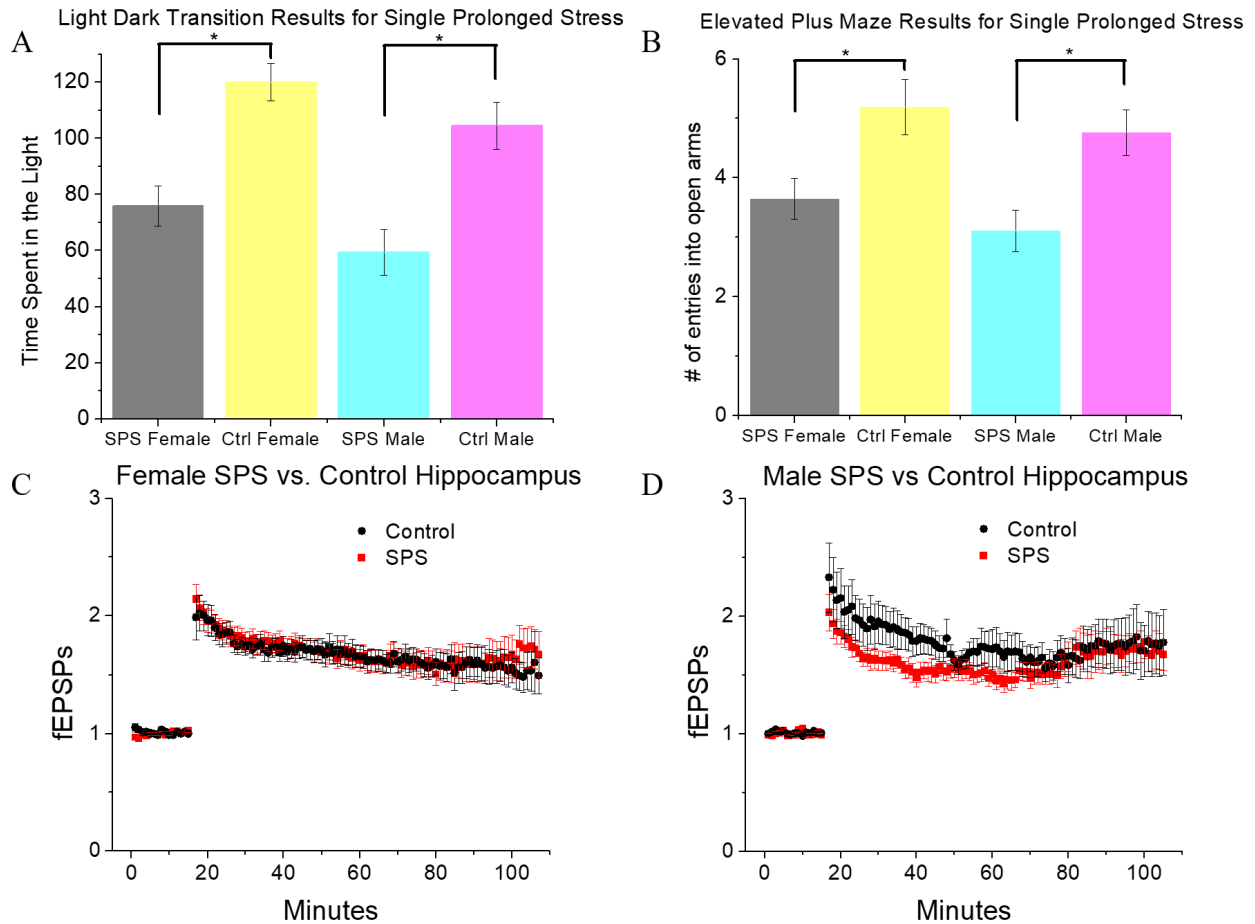 A
Light Dark Transition Results for Single Prolonged Stress
*
*
Time Spent in the Light
120
100
80
60
40
20
0
SPS Female
Ctrl Female
SPS Male
Ctrl Male
B
Elevated Plus Maze Results for Single Prolonged Stress
*
*
# of entries into open arms
6
4
2
0
SPS Female
Ctrl Female
SPS Male
Ctrl Male
C
Female SPS vs. Control Hippocampus
Control
SPS
fEPSPs
3
2
1
0
0
20
40
60
80
100
Minutes
D
Male SPS vs Control Hippocampus
Control
SPS
fEPSPs
3
2
1
0
0
20
40
60
80
100
Minutes